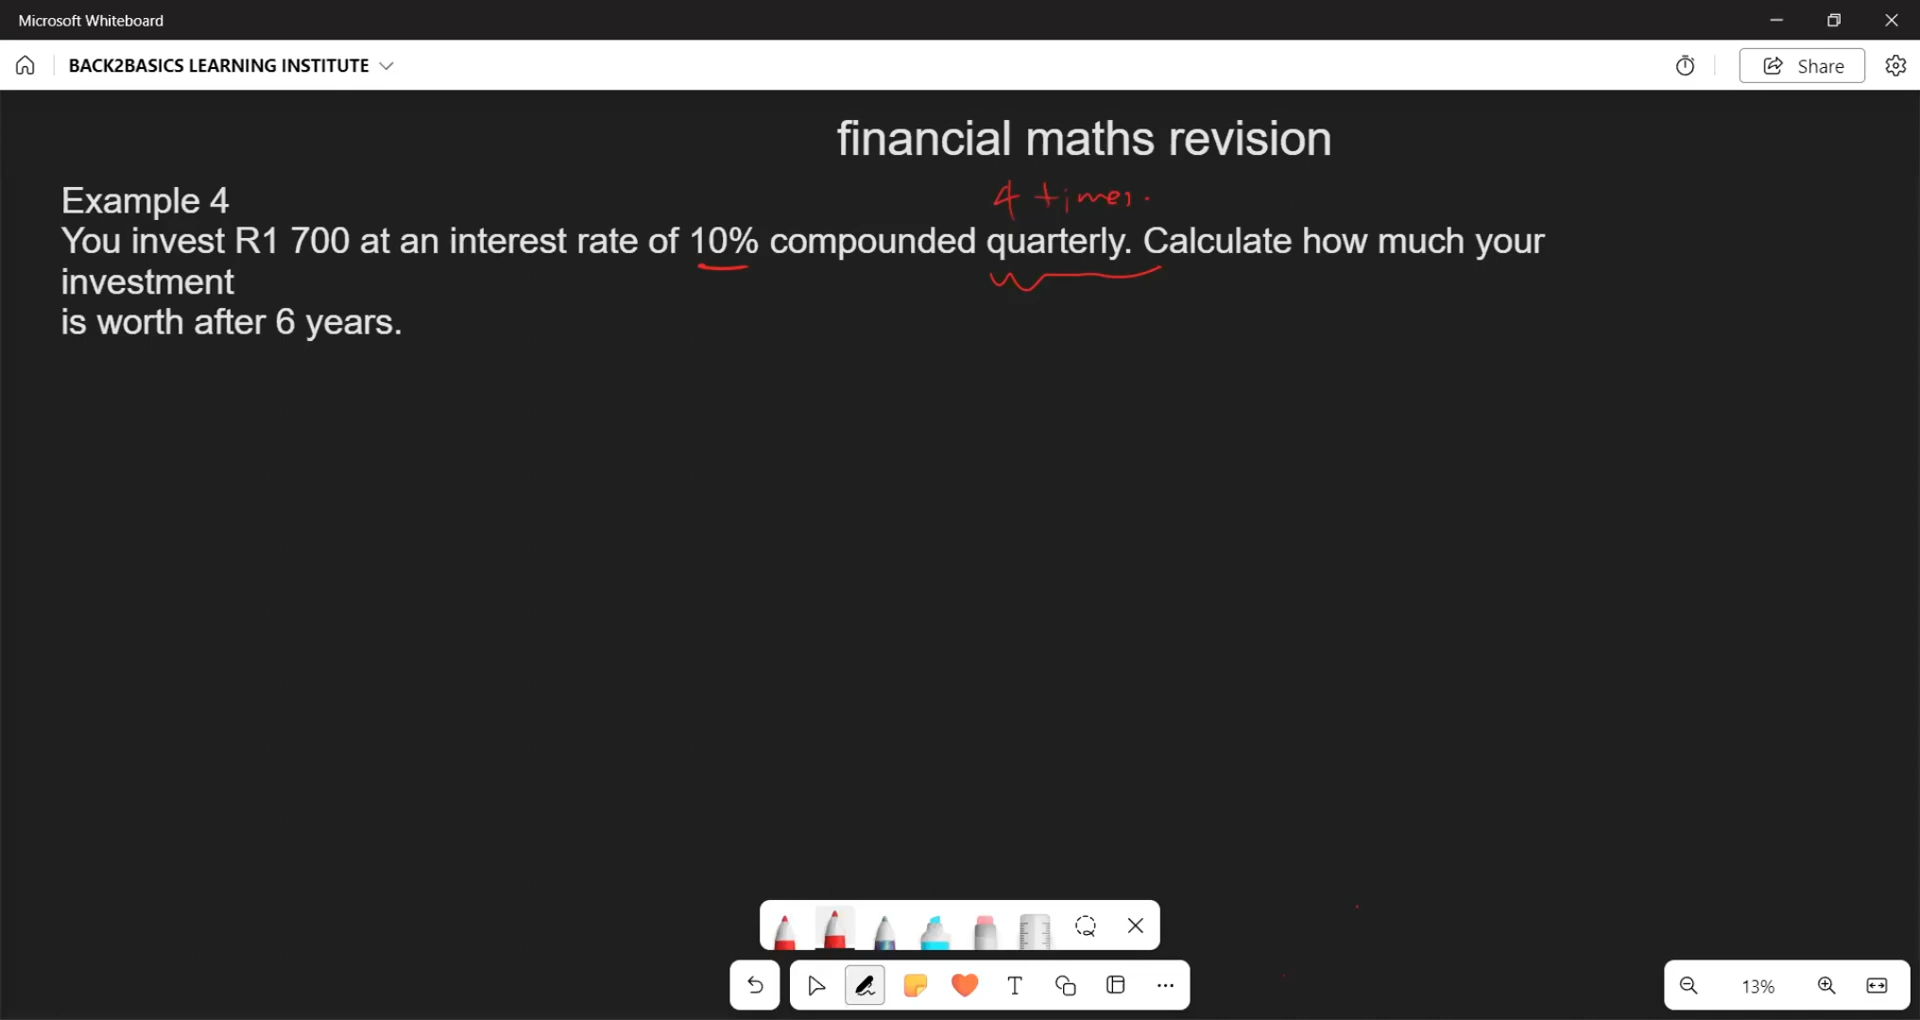 Microsoft Whiteboard
BACK2BASICS LEARNING INSTITUTE
Share
financial maths revision
Example 4
4 times.
You invest R1 700 at an interest rate of 10% compounded quarterly. Calculate how much your
investment
is worth after 6 years.
13%